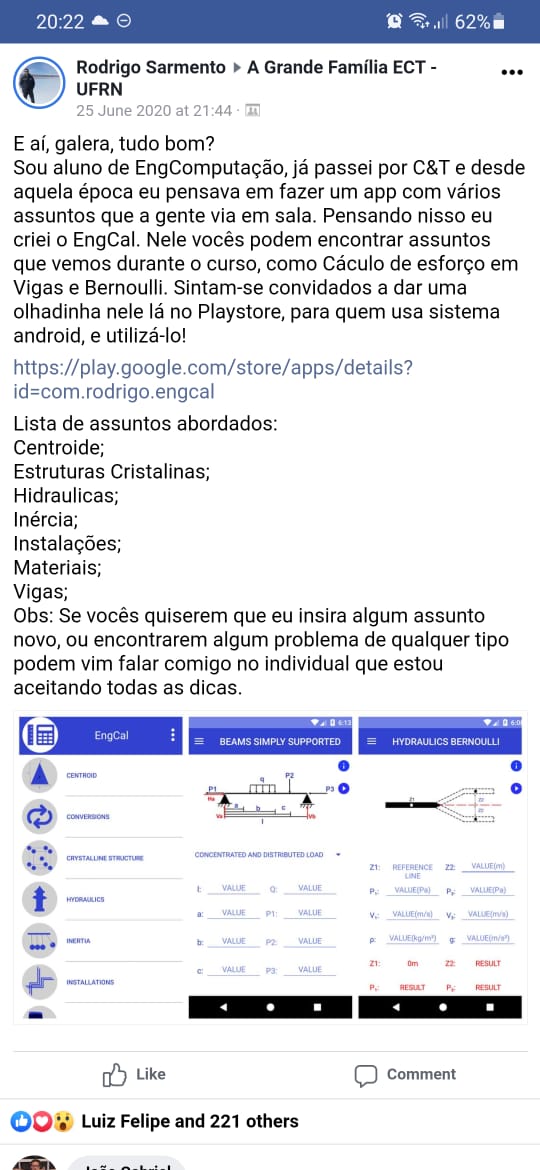 20:22
62%
Rodrigo Sarmento ▸ A Grande Família ECT -
UFRN
25 June 2020 at 21:44 ·
E aí, galera, tudo bom?
Sou aluno de EngComputação, já passei por C&T e desde
aquela época eu pensava em fazer um app com vários
assuntos que a gente via em sala. Pensando nisso eu
criei o EngCal. Nele vocês podem encontrar assuntos
que vemos durante o curso, como Cáculo de esforço em
Vigas e Bernoulli. Sintam-se convidados a dar uma
olhadinha nele lá no Playstore, para quem usa sistema
android, e utilizá-lo!
https://play.google.com/store/apps/details?
id=com.rodrigo.engcal
Lista de assuntos abordados:
Centroide;
Estruturas Cristalinas;
Hidraulicas;
Inércia;
Instalações;
Materiais;
Vigas;
Obs: Se vocês quiserem que eu insira algum assunto
novo, ou encontrarem algum problema de qualquer tipo
podem vim falar comigo no individual que estou
aceitando todas as dicas.
EngCal
CENTROID
CONVERSIONS
CRYSTALLINE STRUCTURE
HYDRAULICS
INERTIA
INSTALLATIONS
6:13
BEAMS SIMPLY SUPPORTED
P1 q P2 P3
Ha
a b c
Va Vb
l
CONCENTRATED AND DISTRIBUTED LOAD
l: VALUE Q: VALUE
a: VALUE P1: VALUE
b: VALUE P2: VALUE
c: VALUE P3: VALUE
HYDRAULICS BERNOULLI
Z1 Z2
Z2
Z1: REFERENCE LINE Z2: VALUE(m)
P₁: VALUE(Pa) P₂: VALUE(Pa)
V₁: VALUE(m/s) V₂: VALUE(m/s)
ρ: VALUE(kg/m³) g: VALUE(m/s²)
Z1: 0m Z2: RESULT
P₁: RESULT P₂: RESULT
Like
Comment
Luiz Felipe and 221 others